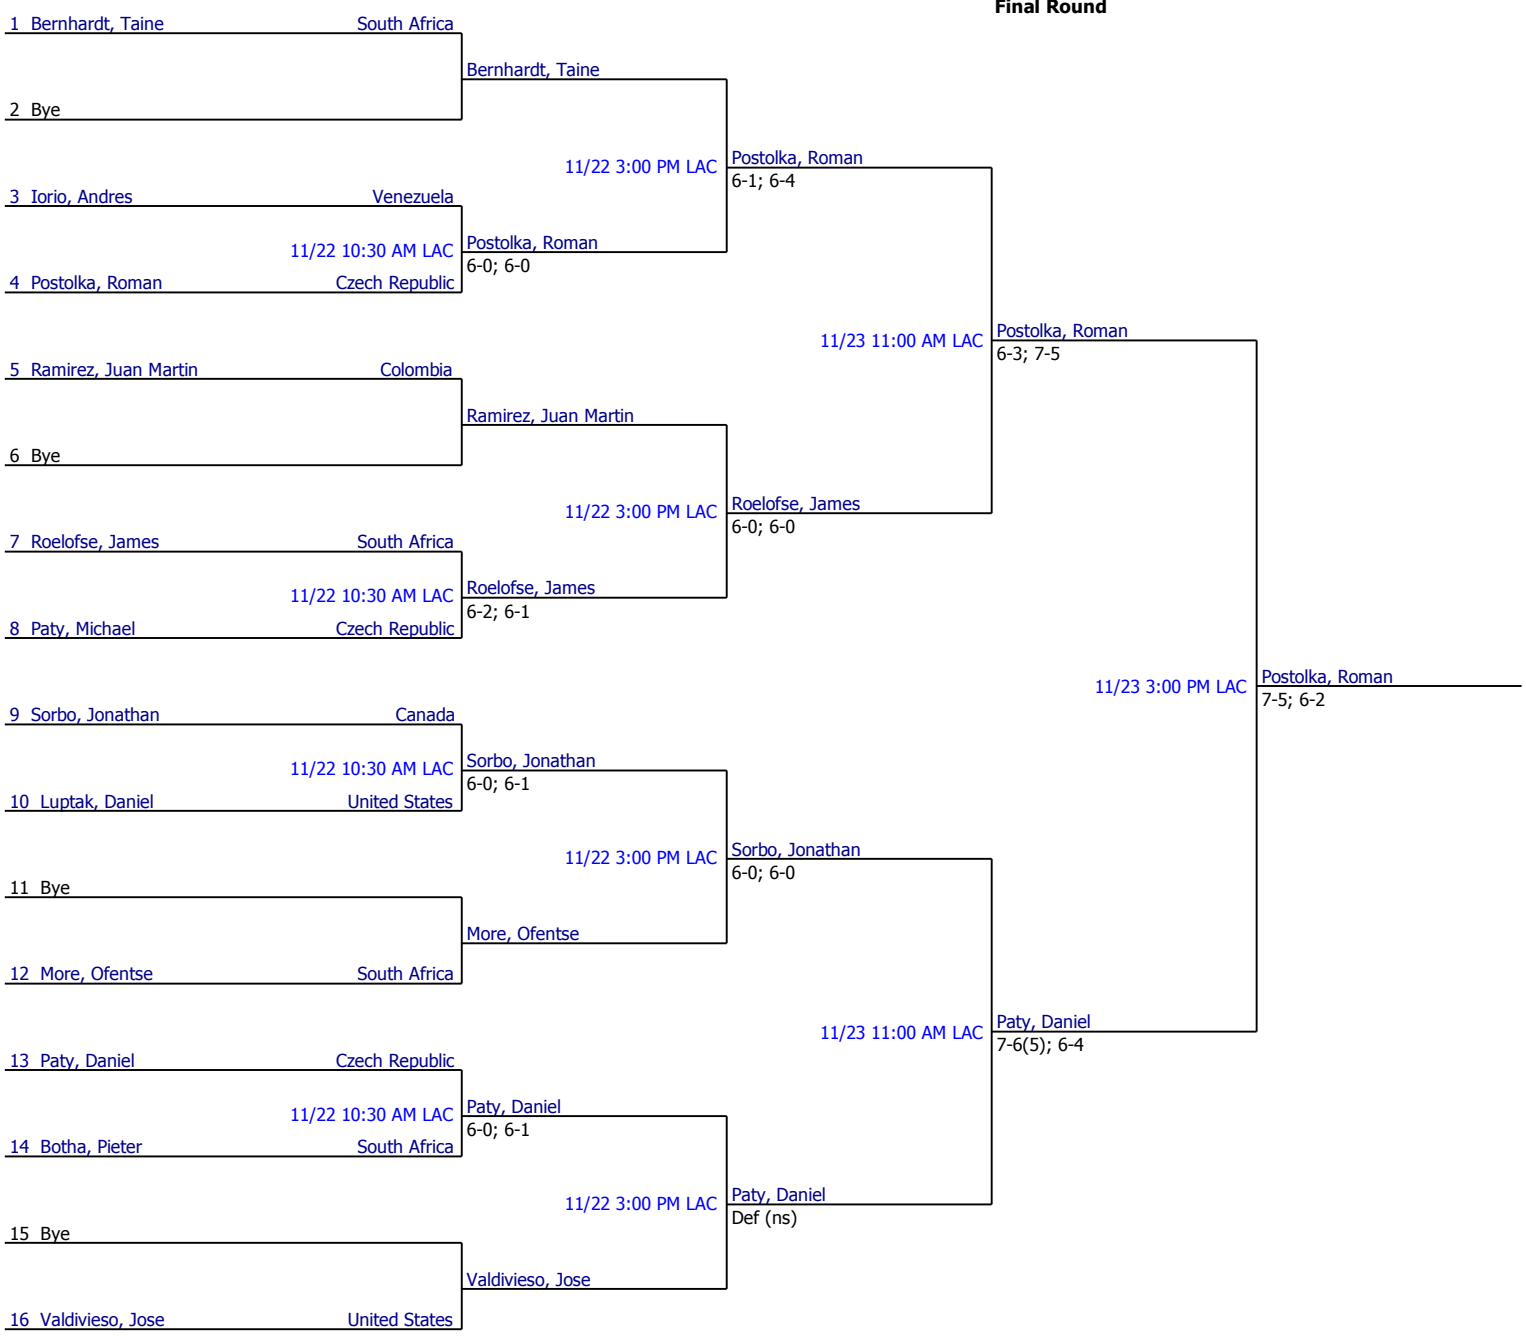 Final Round
1 Bernhardt, Taine South Africa
Bernhardt, Taine
2 Bye
11/22 3:00 PM LAC Postolka, Roman
6-1; 6-4
3 Iorio, Andres Venezuela
11/22 10:30 AM LAC Postolka, Roman
6-0; 6-0
4 Postolka, Roman Czech Republic
11/23 11:00 AM LAC Postolka, Roman
6-3; 7-5
5 Ramirez, Juan Martin Colombia
Ramirez, Juan Martin
6 Bye
11/22 3:00 PM LAC Roelofse, James
6-0; 6-0
7 Roelofse, James South Africa
11/22 10:30 AM LAC Roelofse, James
6-2; 6-1
8 Paty, Michael Czech Republic
11/23 3:00 PM LAC Postolka, Roman
7-5; 6-2
9 Sorbo, Jonathan Canada
11/22 10:30 AM LAC Sorbo, Jonathan
6-0; 6-1
10 Luptak, Daniel United States
11/22 3:00 PM LAC Sorbo, Jonathan
6-0; 6-0
11 Bye
More, Ofentse
12 More, Ofentse South Africa
11/23 11:00 AM LAC Paty, Daniel
7-6(5); 6-4
13 Paty, Daniel Czech Republic
11/22 10:30 AM LAC Paty, Daniel
6-0; 6-1
14 Botha, Pieter South Africa
11/22 3:00 PM LAC Paty, Daniel
Def (ns)
15 Bye
Valdivieso, Jose
16 Valdivieso, Jose United States